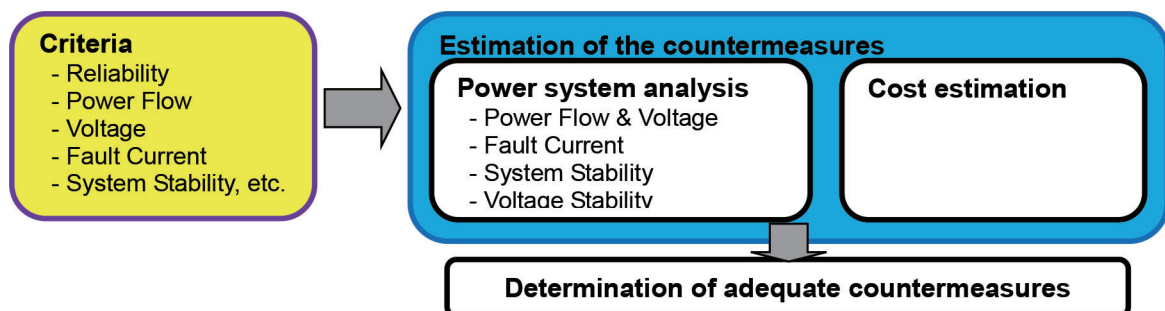 Criteria
- Reliability
- Power Flow
- Voltage
- Fault Current
- System Stability, etc.
Estimation of the countermeasures
Power system analysis
- Power Flow & Voltage
- Fault Current
- System Stability
- Voltage Stability
Cost estimation
Determination of adequate countermeasures